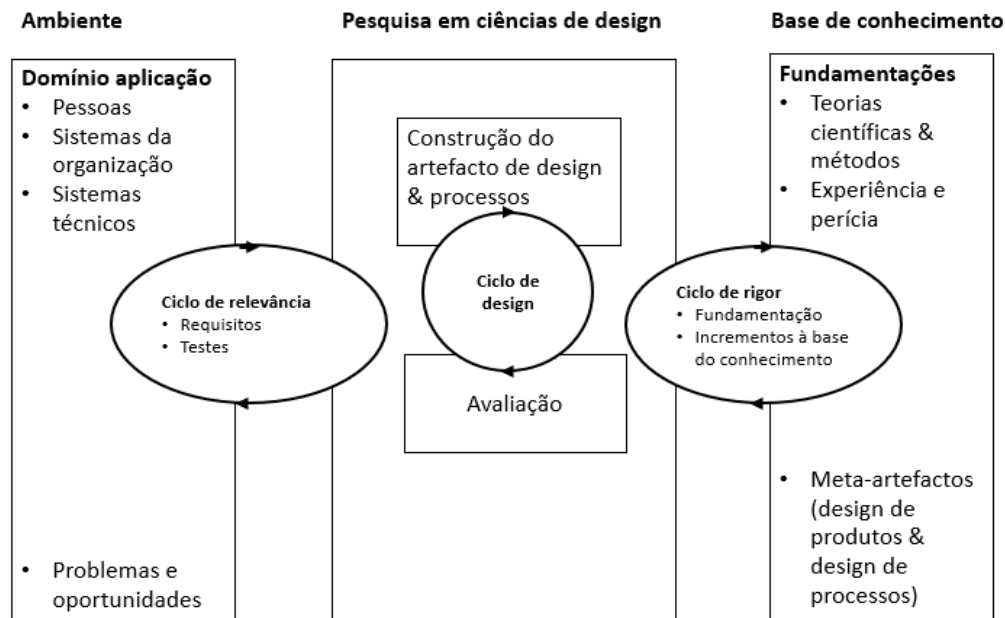 Ambiente
Domínio aplicação
• Pessoas
• Sistemas da
organização
• Sistemas
técnicos
• Problemas e
oportunidades
Ciclo de relevância
• Requisitos
• Testes
Pesquisa em ciências de design
Construção do
artefacto de design
& processos
Ciclo de
design
Avaliação
Ciclo de rigor
• Fundamentação
• Incrementos à base
do conhecimento
Base de conhecimento
Fundamentações
• Teorias
científicas &
métodos
• Experiência e
perícia
• Meta-artefactos
(design de
produtos &
design de
processos)